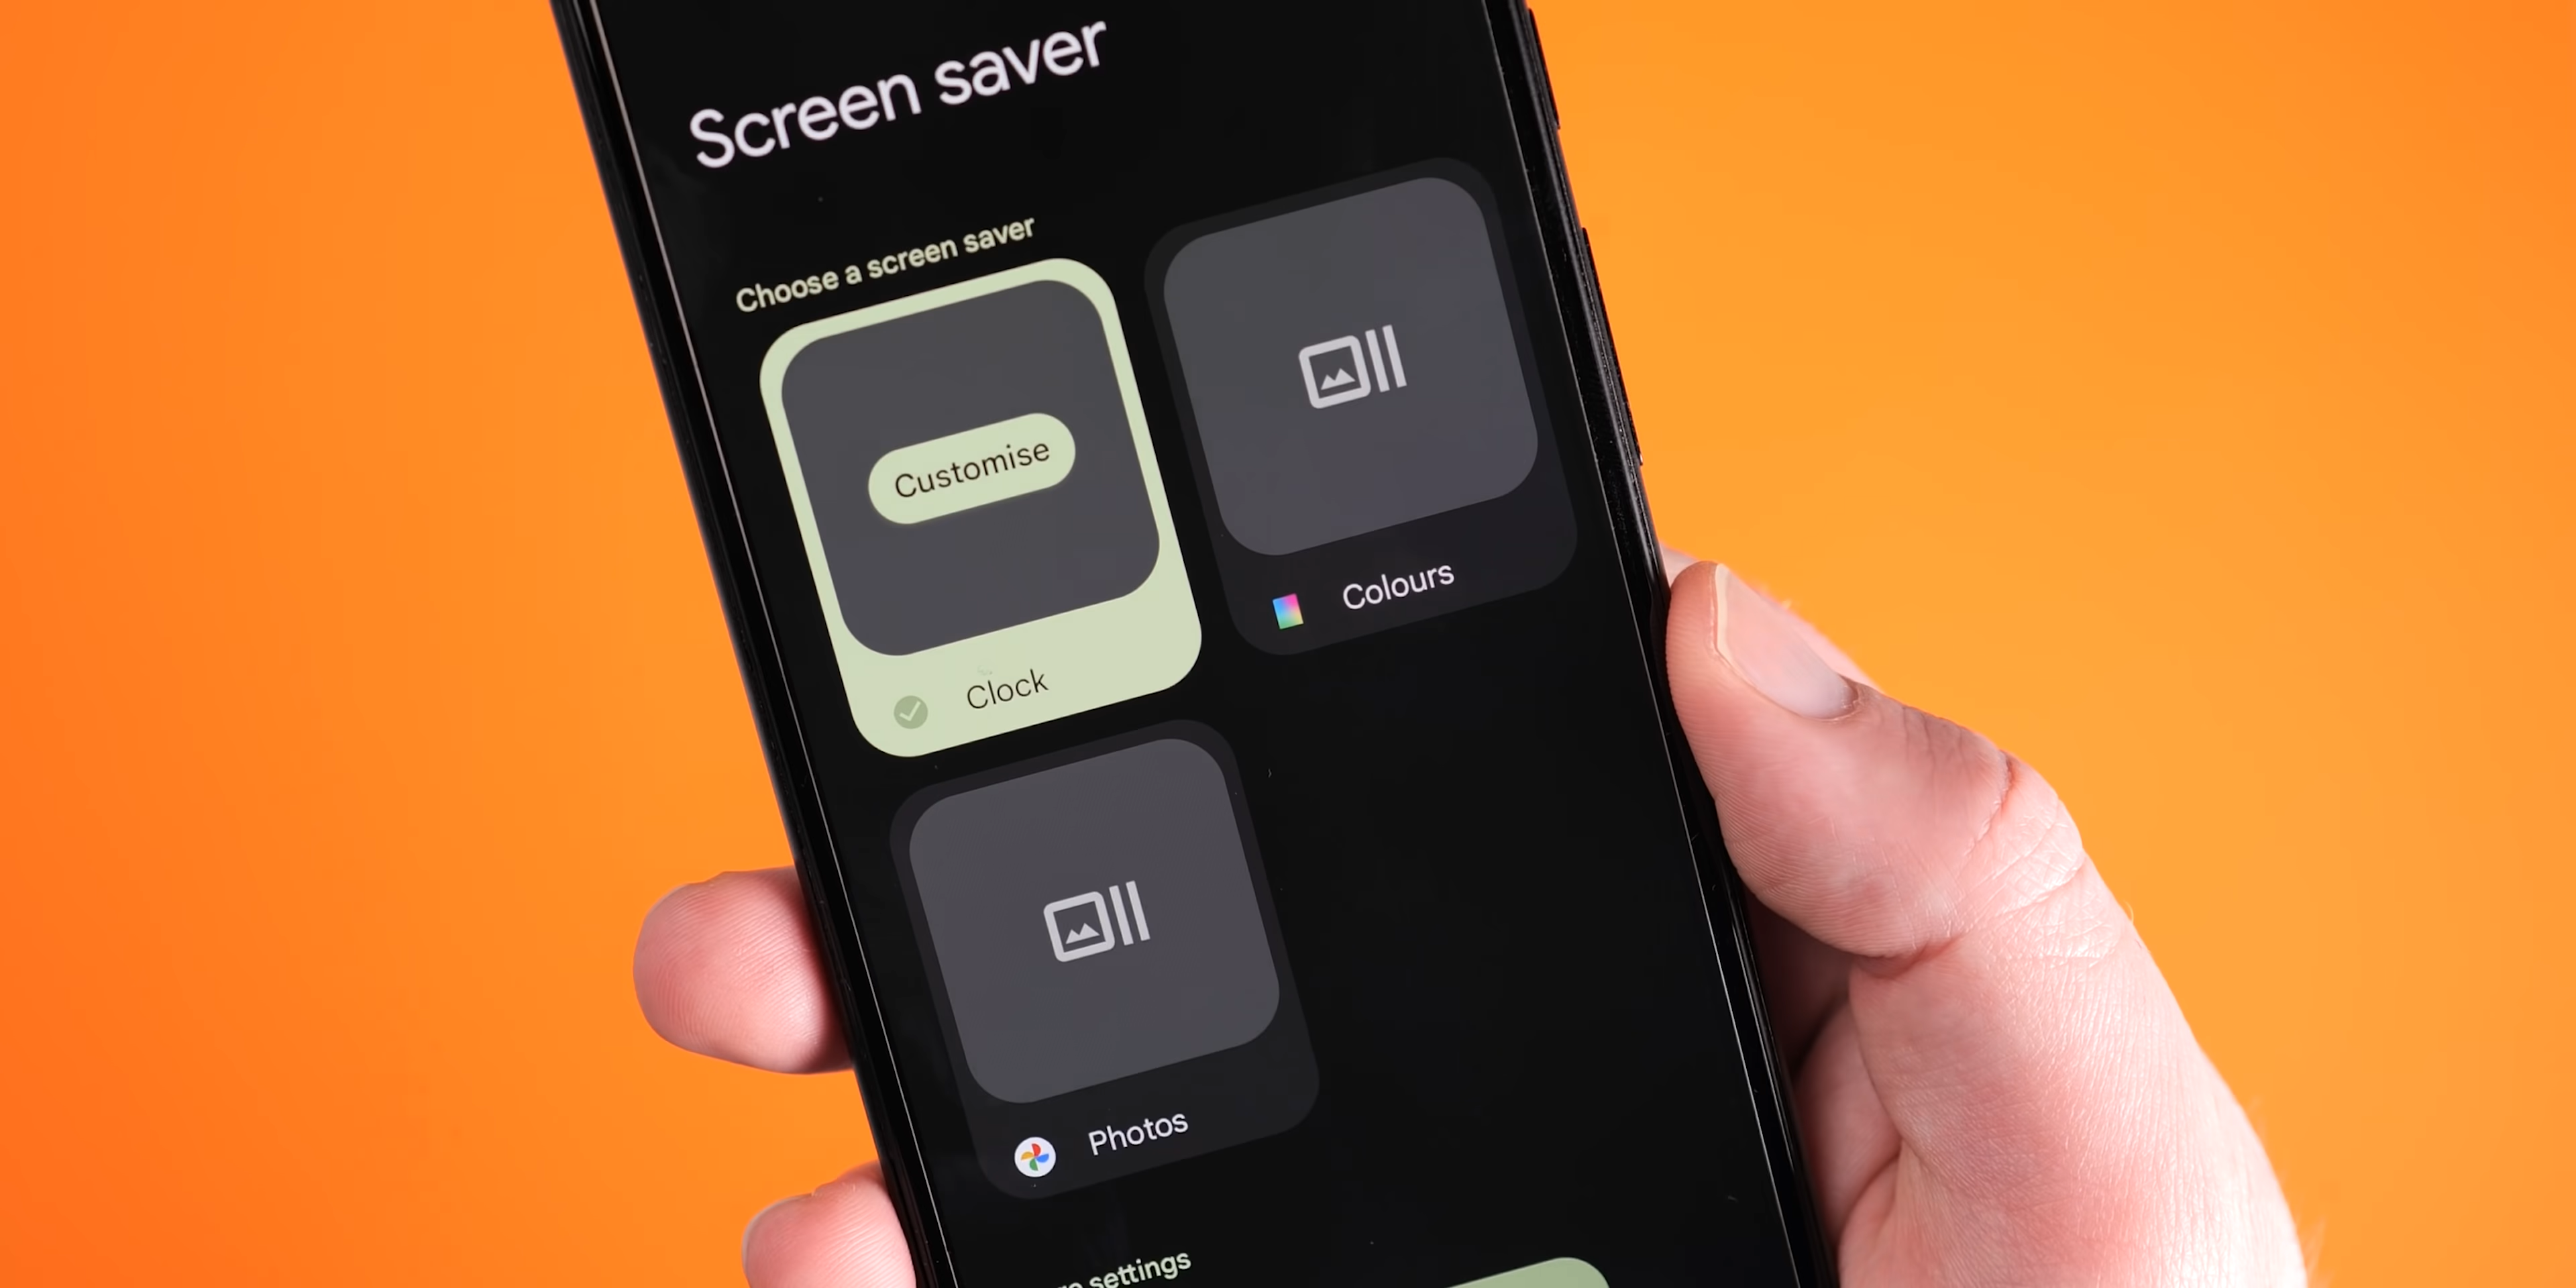 Screen saver
Choose a screen saver
Customise
Clock
Colours
Photos
settings